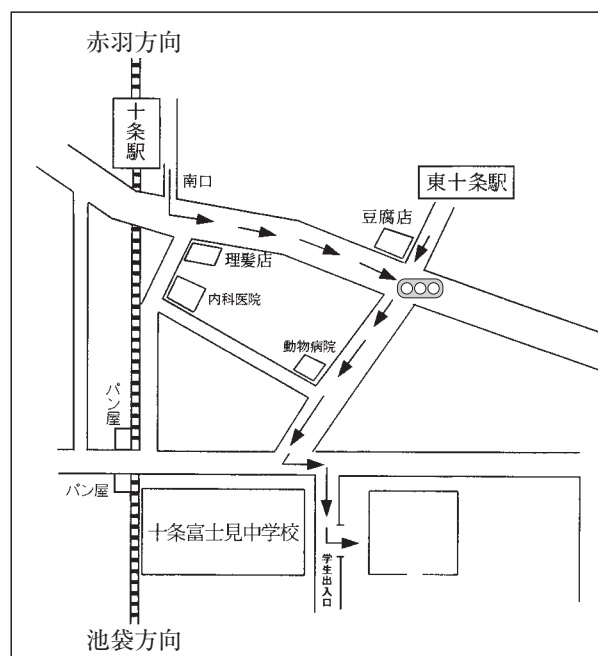 赤羽方向
十条駅
南口
東十条駅
豆腐店
理髪店
内科医院
動物病院
パン屋
パン屋
十条富士見中学校
学生出入口
池袋方向